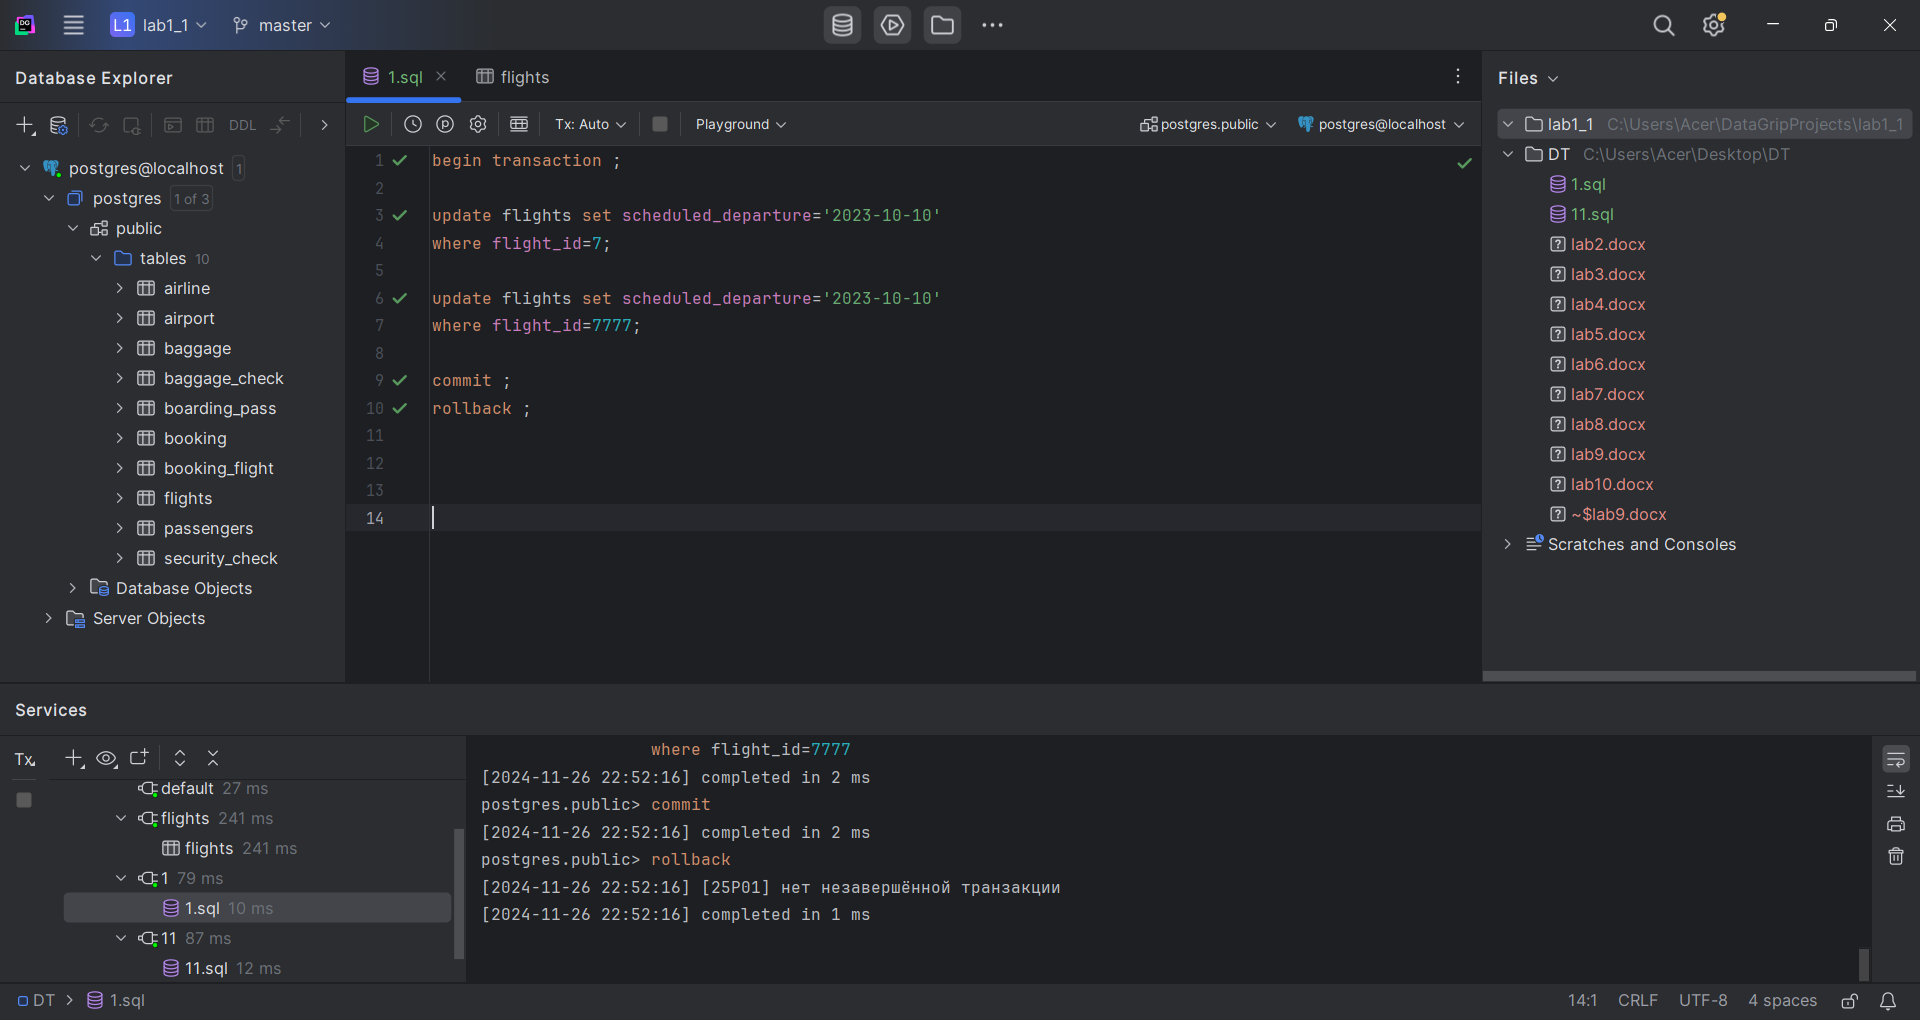 L1 lab1_1 master
Database Explorer
DDL
postgres@localhost 1
postgres 1 of 3
public
tables 10
airline
airport
baggage
baggage_check
boarding_pass
booking
booking_flight
flights
passengers
security_check
Database Objects
Server Objects
1.sql flights
Tx: Auto Playground postgres.public postgres@localhost
1 begin transaction ;
2
3 update flights set scheduled_departure='2023-10-10'
4 where flight_id=7;
5
6 update flights set scheduled_departure='2023-10-10'
7 where flight_id=7777;
8
9 commit ;
10 rollback ;
11
12
13
14
Files
lab1_1 C:\Users\Acer\DataGripProjects\lab1_1
DT C:\Users\Acer\Desktop\DT
1.sql
11.sql
lab2.docx
lab3.docx
lab4.docx
lab5.docx
lab6.docx
lab7.docx
lab8.docx
lab9.docx
lab10.docx
~$lab9.docx
Scratches and Consoles
Services
Tx
default 27 ms
flights 241 ms
flights 241 ms
1 79 ms
1.sql 10 ms
11 87 ms
11.sql 12 ms
where flight_id=7777
[2024-11-26 22:52:16] completed in 2 ms
postgres.public> commit
[2024-11-26 22:52:16] completed in 2 ms
postgres.public> rollback
[2024-11-26 22:52:16] [25P01] нет незавершённой транзакции
[2024-11-26 22:52:16] completed in 1 ms
DT 1.sql
14:1 CRLF UTF-8 4 spaces